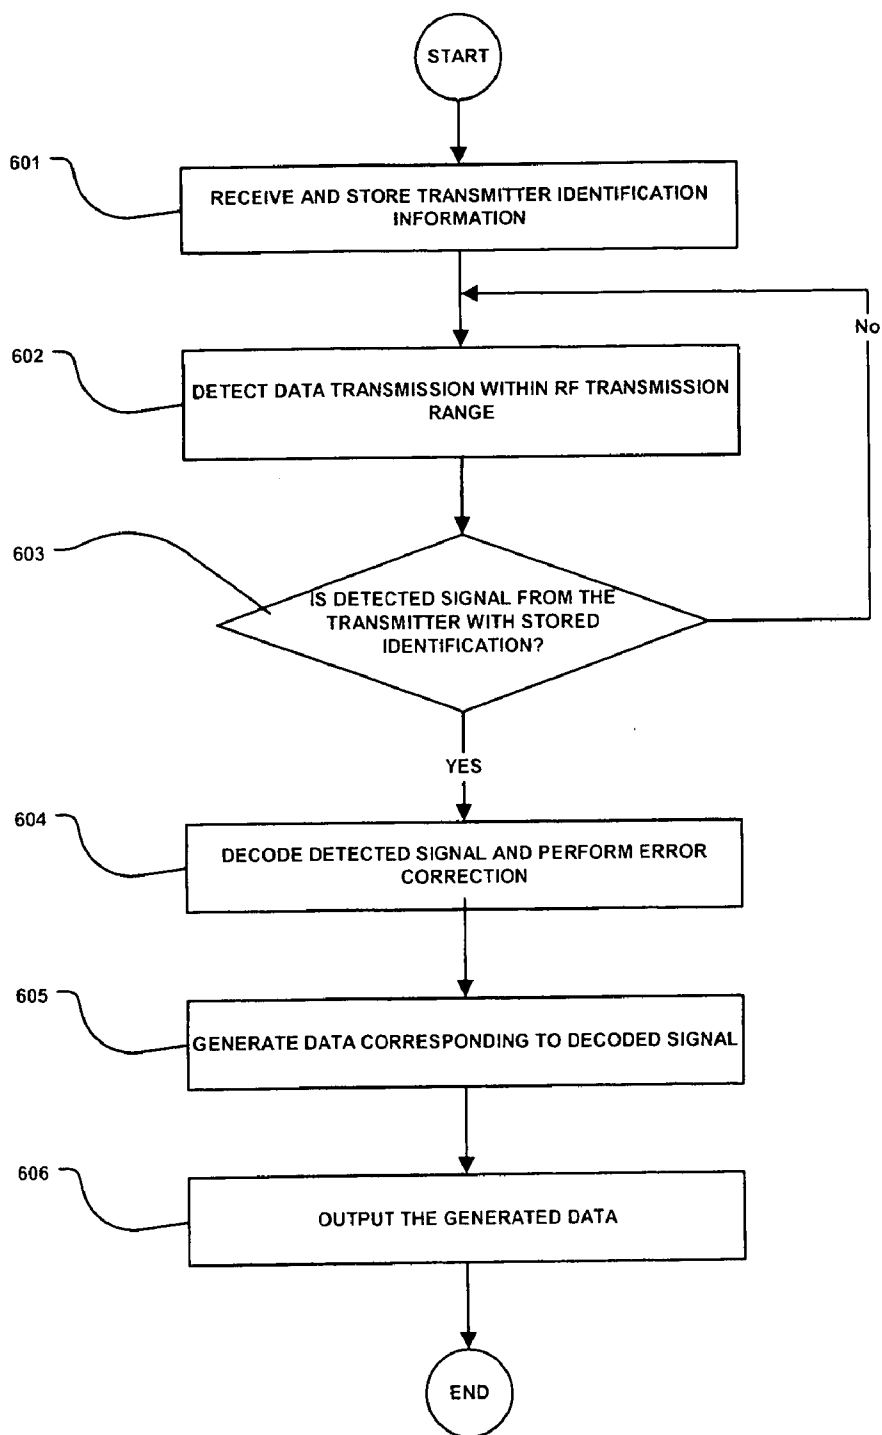 START
601
RECEIVE AND STORE TRANSMITTER IDENTIFICATION
INFORMATION
No
602
DETECT DATA TRANSMISSION WITHIN RF TRANSMISSION
RANGE
603
IS DETECTED SIGNAL FROM THE
TRANSMITTER WITH STORED
IDENTIFICATION?
YES
604
DECODE DETECTED SIGNAL AND PERFORM ERROR
CORRECTION
605
GENERATE DATA CORRESPONDING TO DECODED SIGNAL
606
OUTPUT THE GENERATED DATA
END